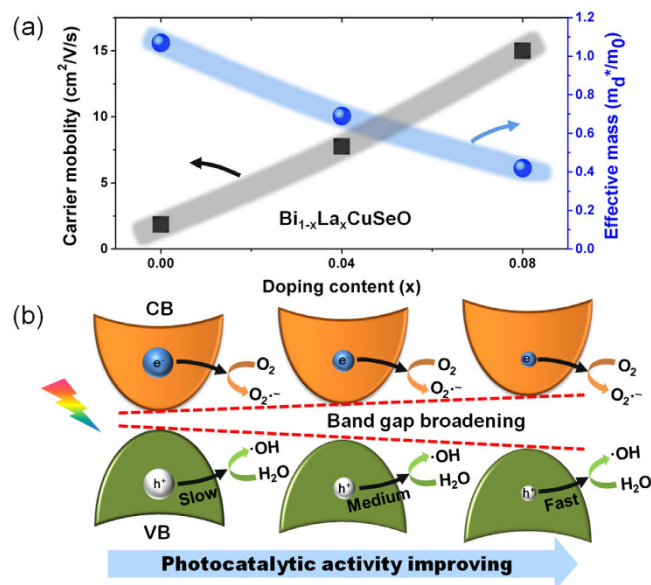 (a)
Carrier mobolity (cm²/V/s)
15
10
5
0
1.2
1.0
0.8
0.6
0.4
0.2
0.0
Effective mass (m_d*/m_0)
Bi₁₋ₓLaₓCuSeO
0.00
0.04
0.08
Doping content (x)
(b)
CB
e⁻
O₂
O₂·⁻
e
O₂
O₂·⁻
e
O₂
O₂·⁻
Band gap broadening
·OH
H₂O
h⁺
Slow
·OH
H₂O
h⁺
Medium
·OH
H₂O
h⁺
Fast
VB
Photocatalytic activity improving